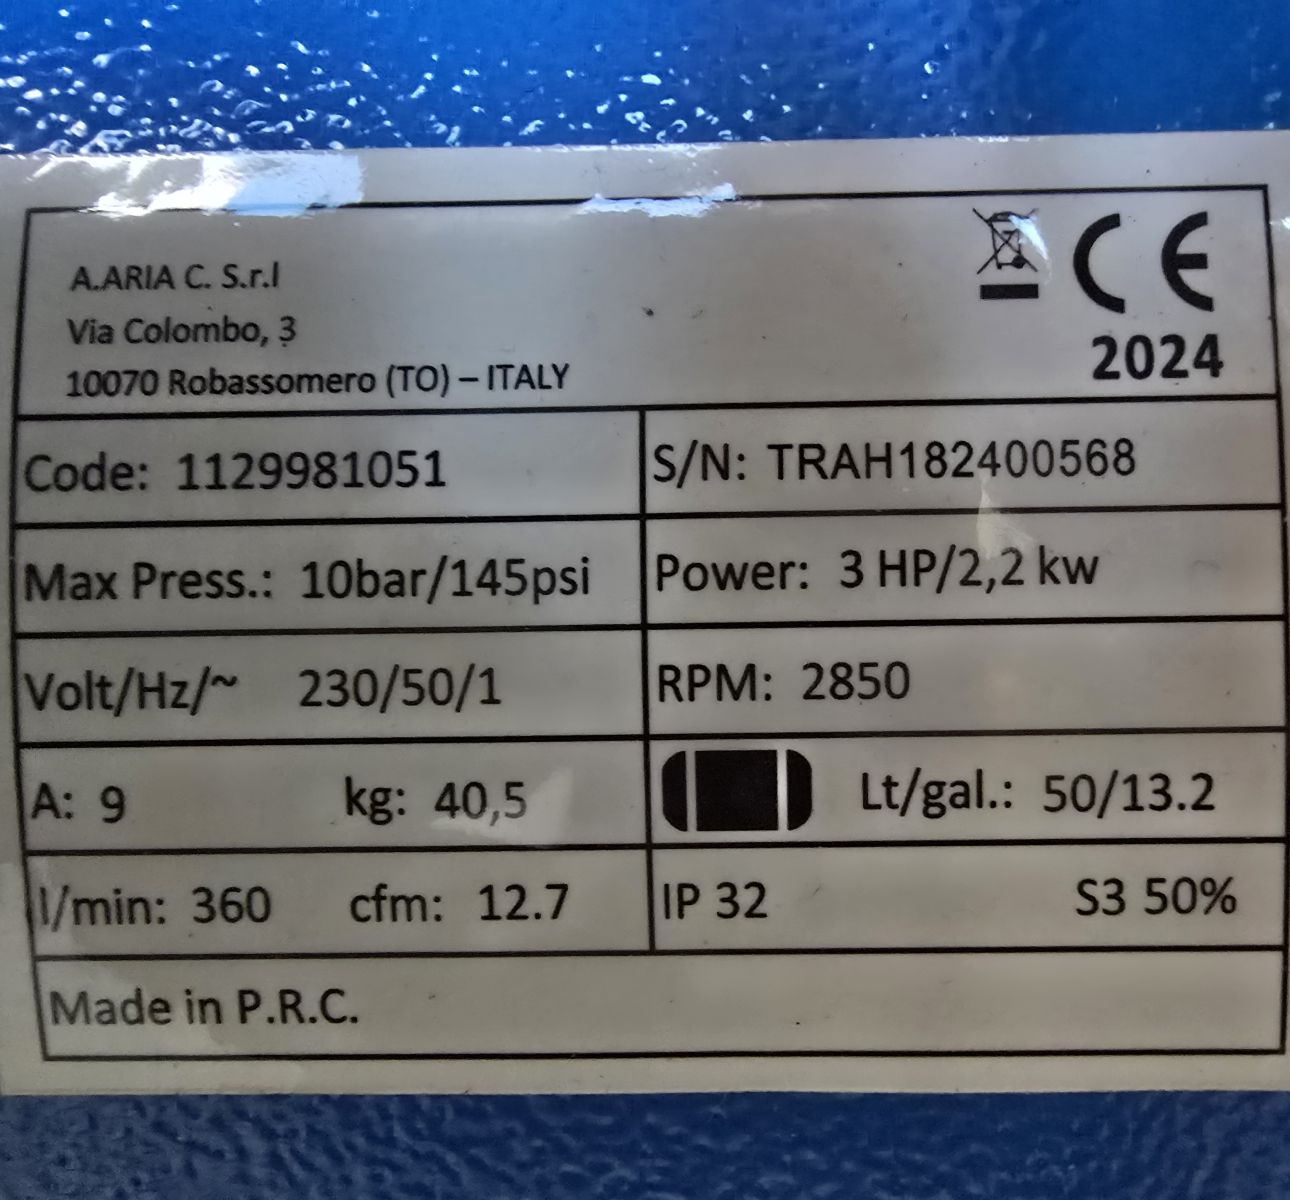 A.ARIA C. S.r.l
Via Colombo, 3
10070 Robassomero (TO) – ITALY
CE
2024
Code: 1129981051
S/N: TRAH182400568
Max Press.: 10bar/145psi
Power: 3 HP/2,2 kw
Volt/Hz/~ 230/50/1
RPM: 2850
A: 9 kg: 40,5
Lt/gal.: 50/13.2
l/min: 360 cfm: 12.7
IP 32 S3 50%
Made in P.R.C.